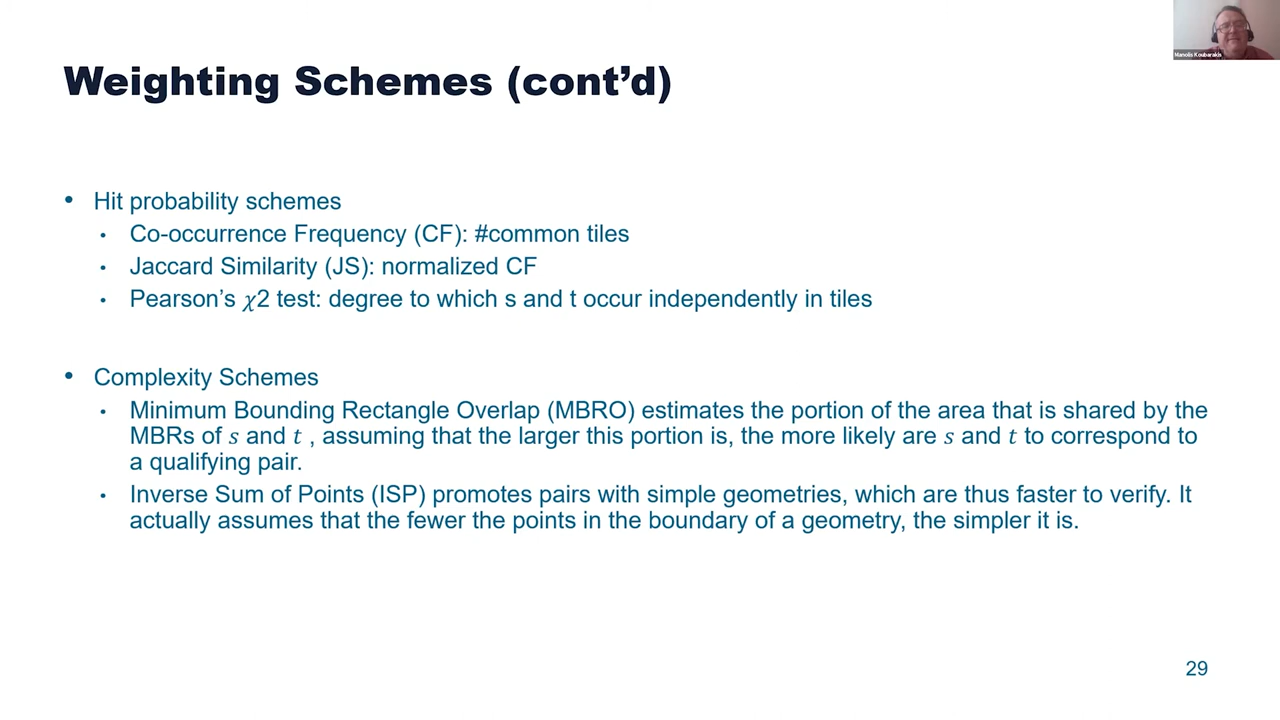 Manolis Koubarakis
Weighting Schemes (cont’d)
• Hit probability schemes
• Co-occurrence Frequency (CF): #common tiles
• Jaccard Similarity (JS): normalized CF
• Pearson’s 𝜒2 test: degree to which s and t occur independently in tiles
• Complexity Schemes
• Minimum Bounding Rectangle Overlap (MBRO) estimates the portion of the area that is shared by the
MBRs of 𝑠 and 𝑡 , assuming that the larger this portion is, the more likely are 𝑠 and 𝑡 to correspond to
a qualifying pair.
• Inverse Sum of Points (ISP) promotes pairs with simple geometries, which are thus faster to verify. It
actually assumes that the fewer the points in the boundary of a geometry, the simpler it is.
29